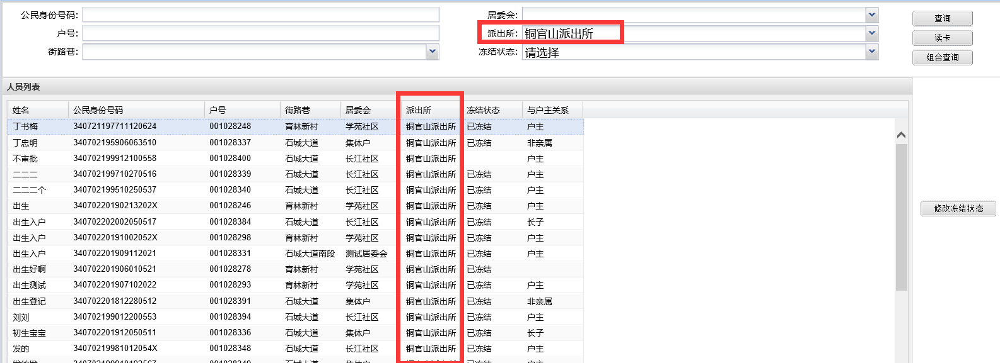 公民身份号码: 居委会: 查询
户号: 派出所: 铜官山派出所 读卡
街路巷: 冻结状态: 请选择 组合查询
人员列表
姓名 公民身份号码 户号 街路巷 居委会 派出所 冻结状态 与户主关系
丁书梅 340721197711120624 001028248 育林新村 学苑社区 铜官山派出所 已冻结 户主
丁忠明 340702195906063510 001028337 石城大道 集体户 铜官山派出所 已冻结 非亲属
不审批 340702199912100558 001028400 石城大道 长江社区 铜官山派出所 户主
二二二 340702199710270516 001028339 石城大道 长江社区 铜官山派出所 已冻结 户主
二二二个 340702199510250537 001028340 石城大道 长江社区 铜官山派出所 已冻结 户主
出生 34070220190213202X 001028246 育林新村 学苑社区 铜官山派出所 已冻结 户主
修改冻结状态
出生入户 340702202002050517 001028384 石城大道 长江社区 铜官山派出所 已冻结 长子
出生入户 34070220191002052X 001028298 育林新村 学苑社区 铜官山派出所 已冻结 户主
出生入户 340702201909112021 001028331 石城大道南段 测试居委会 铜官山派出所 已冻结 户主
出生好啊 340702201906010521 001028278 育林新村 学苑社区 铜官山派出所 已冻结
出生测试 340702201907102022 001028293 育林新村 学苑社区 铜官山派出所 已冻结 户主
出生登记 340702201812280512 001028391 石城大道 集体户 铜官山派出所 已冻结 非亲属
刘刘 340702199012200553 001028394 石城大道 长江社区 铜官山派出所 已冻结 户主
初生宝宝 340702201912050511 001028336 石城大道 集体户 铜官山派出所 已冻结 长子
发的 34070219981012054X 001028348 石城大道 长江社区 铜官山派出所 已冻结 户主